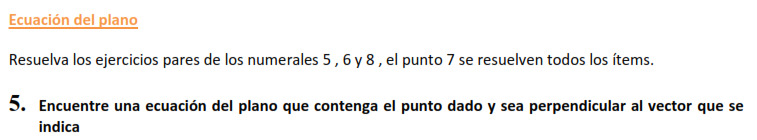 Ecuación del plano
Resuelva los ejercicios pares de los numerales 5 , 6 y 8 , el punto 7 se resuelven todos los ítems.
5. Encuentre una ecuación del plano que contenga el punto dado y sea perpendicular al vector que se
indica